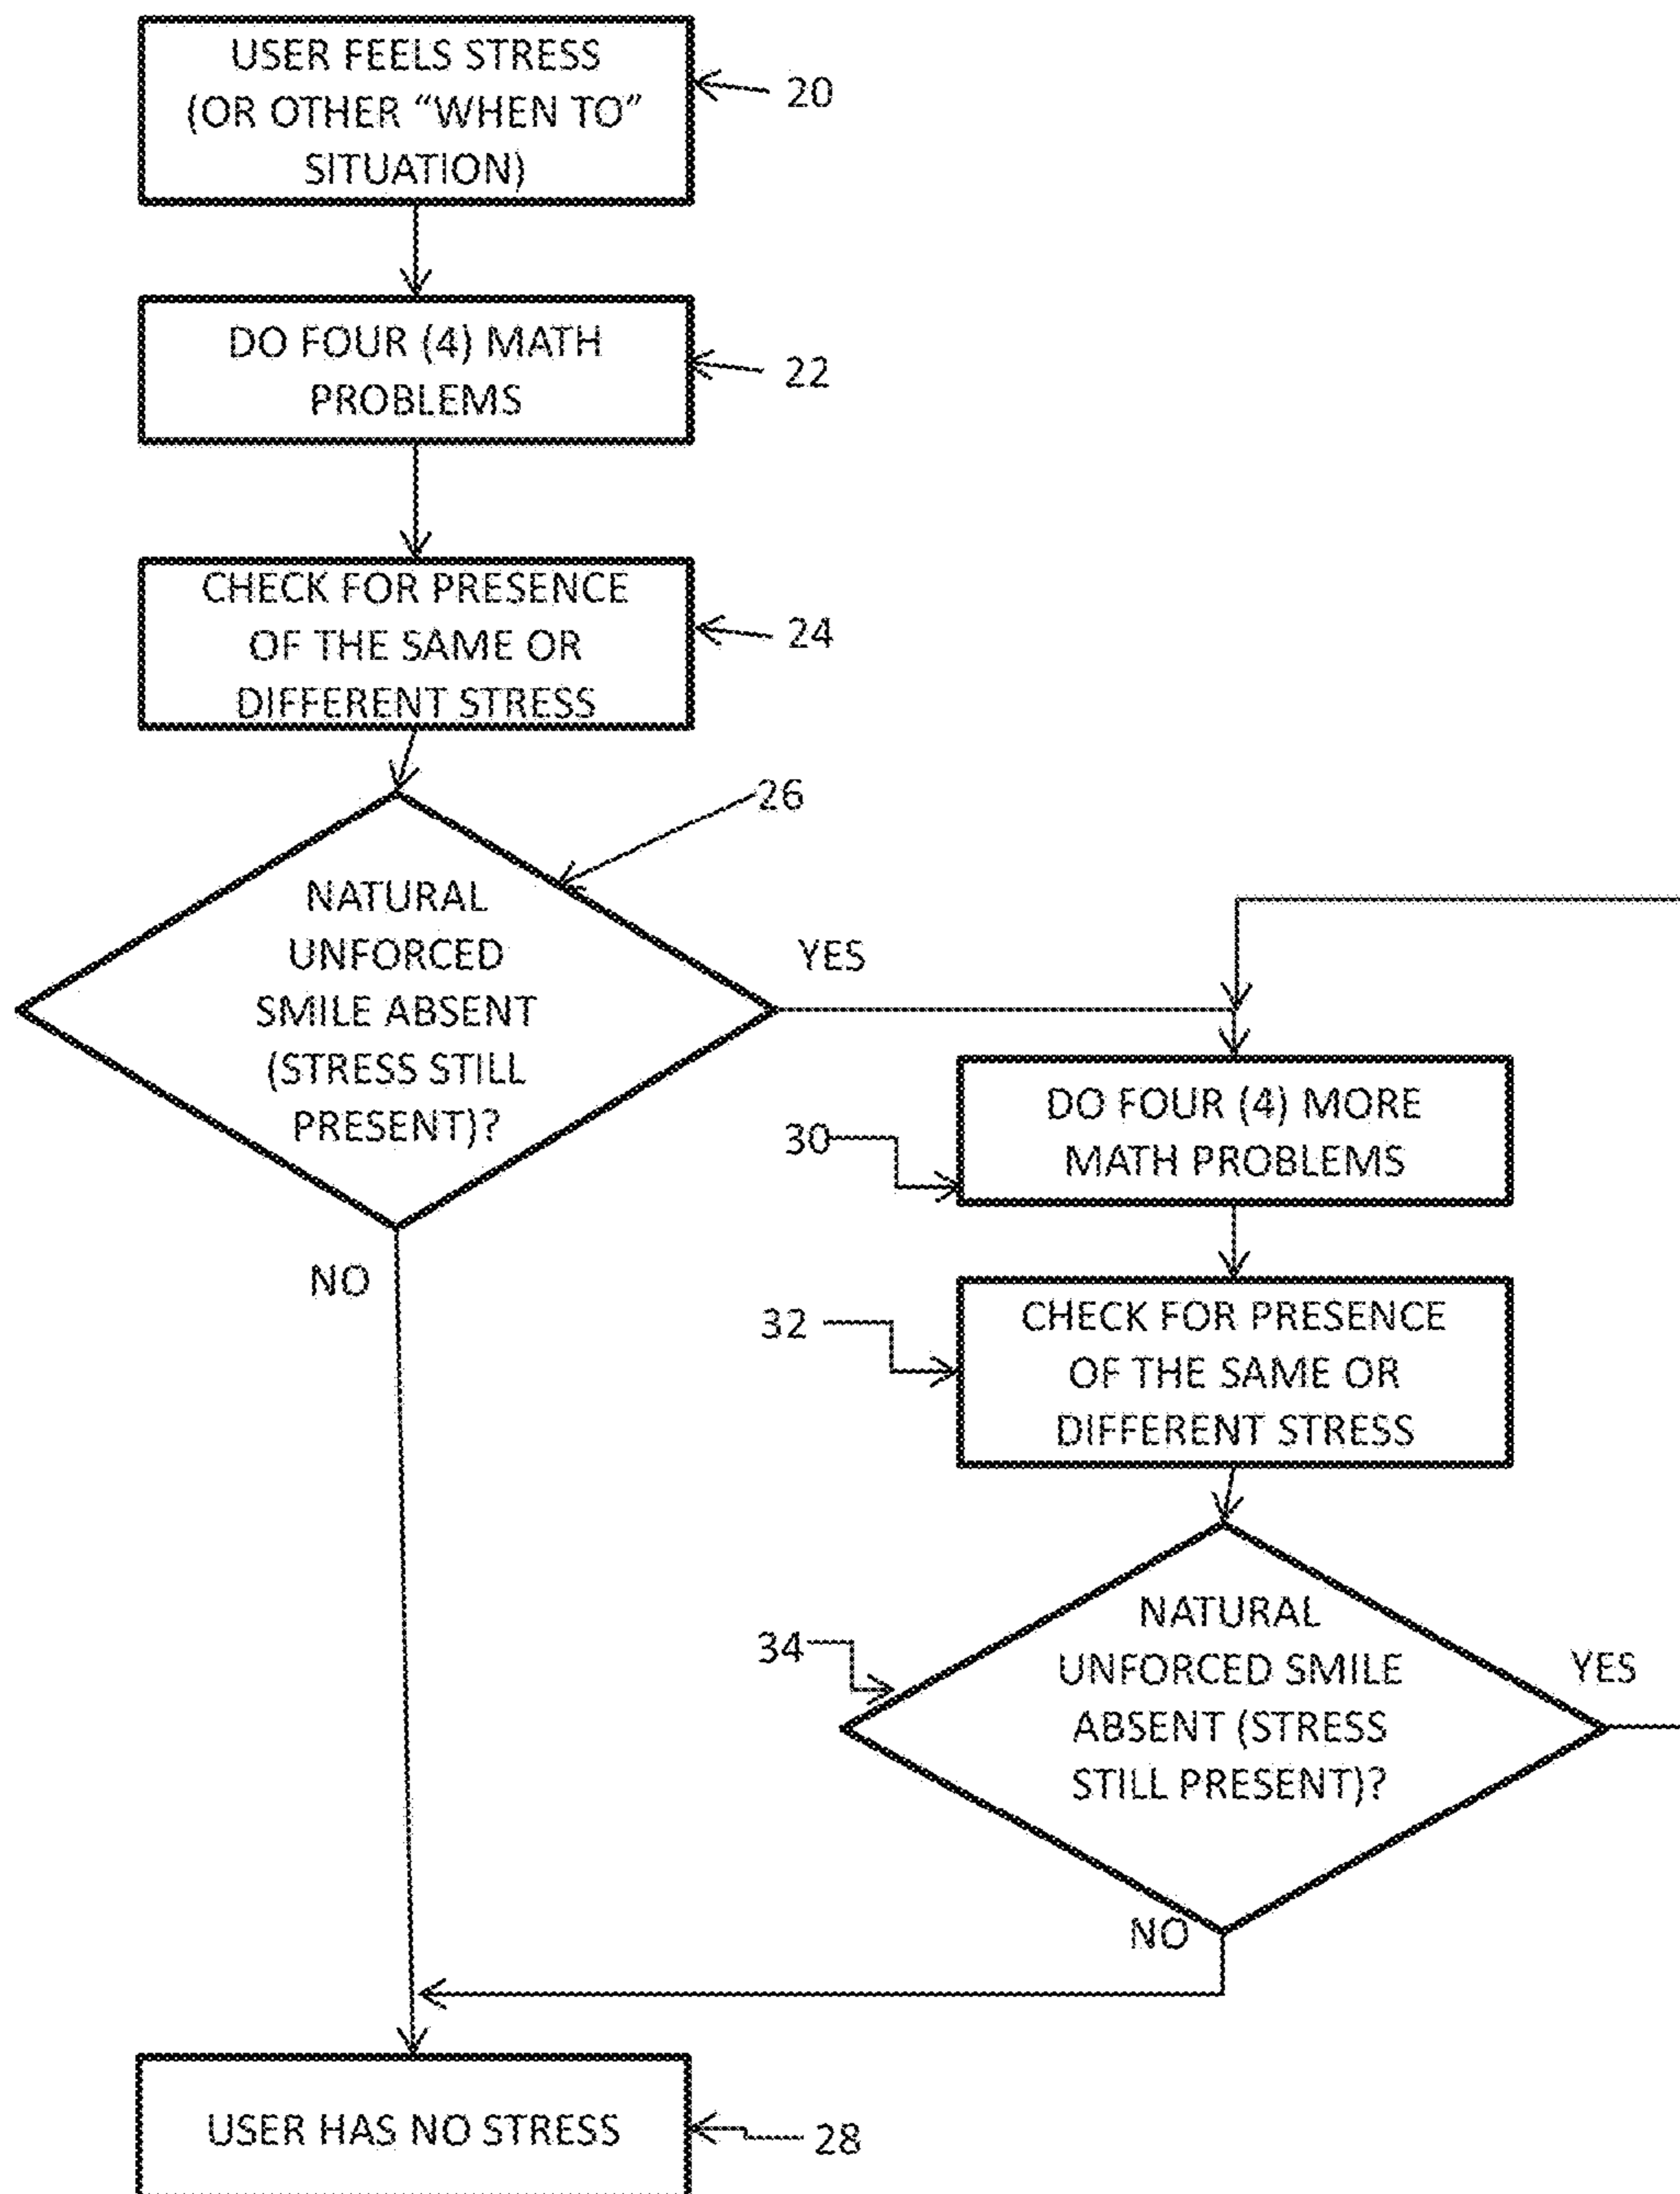 USER FEELS STRESS
(OR OTHER “WHEN TO”
SITUATION)
20
DO FOUR (4) MATH
PROBLEMS
22
CHECK FOR PRESENCE
OF THE SAME OR
DIFFERENT STRESS
24
26
NATURAL
UNFORCED
SMILE ABSENT
(STRESS STILL
PRESENT)?
YES
NO
DO FOUR (4) MORE
MATH PROBLEMS
30
CHECK FOR PRESENCE
OF THE SAME OR
DIFFERENT STRESS
32
NATURAL
UNFORCED SMILE
ABSENT (STRESS
STILL PRESENT)?
34
YES
NO
USER HAS NO STRESS
28